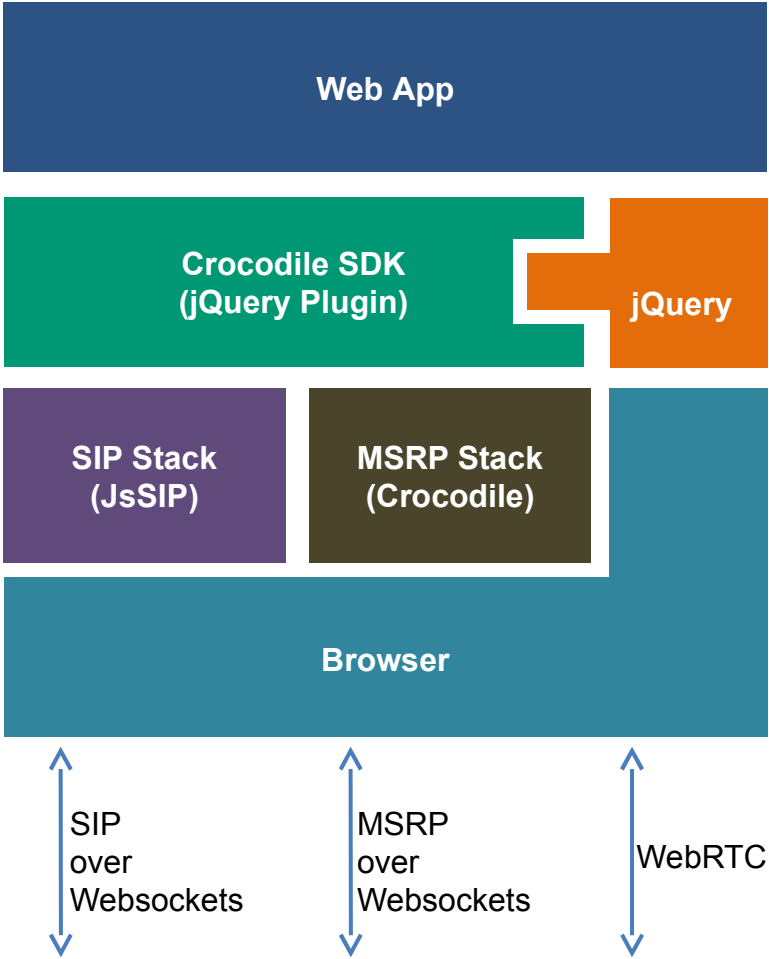 Web App
Crocodile SDK
(jQuery Plugin)
jQuery
SIP Stack
(JsSIP)
MSRP Stack
(Crocodile)
Browser
SIP
over
Websockets
MSRP
over
Websockets
WebRTC